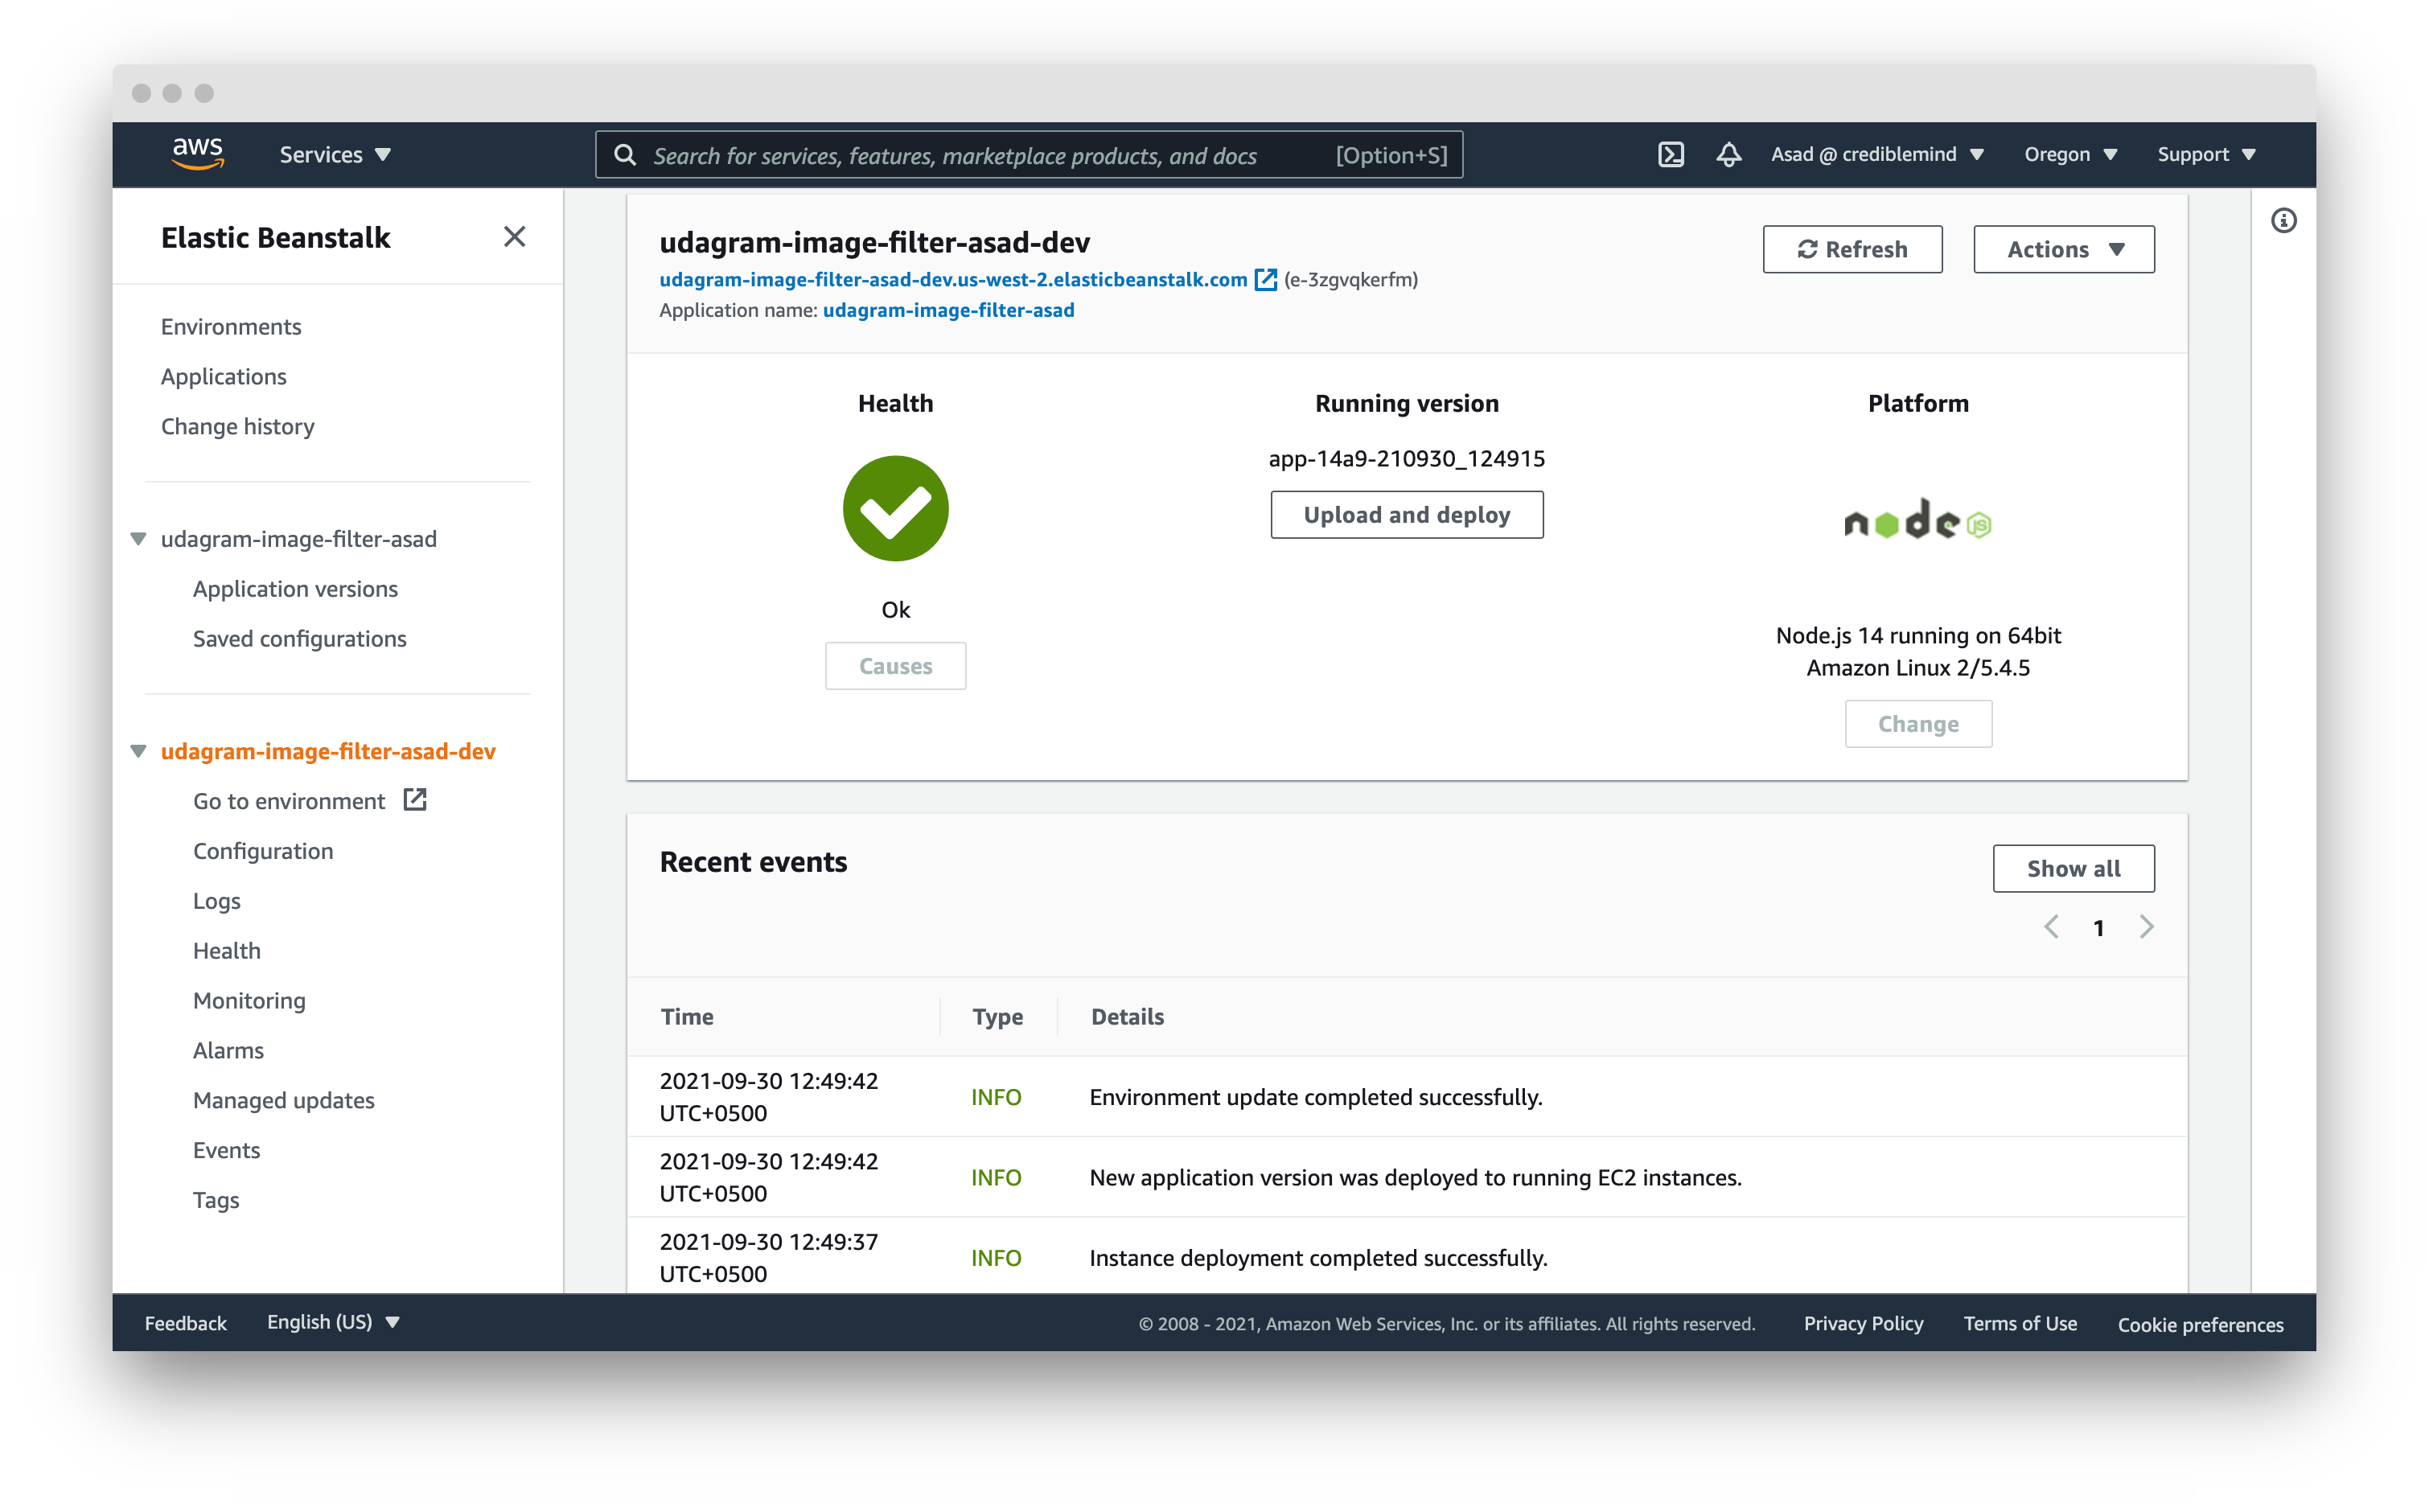 aws
Services
Search for services, features, marketplace products, and docs [Option+S]
Asad @ crediblemind
Oregon
Support
Elastic Beanstalk
Environments
Applications
Change history
udagram-image-filter-asad
Application versions
Saved configurations
udagram-image-filter-asad-dev
Go to environment
Configuration
Logs
Health
Monitoring
Alarms
Managed updates
Events
Tags
udagram-image-filter-asad-dev
udagram-image-filter-asad-dev.us-west-2.elasticbeanstalk.com (e-3zgvqkerfm)
Application name: udagram-image-filter-asad
Refresh
Actions
Health
Ok
Causes
Running version
app-14a9-210930_124915
Upload and deploy
Platform
node JS
Node.js 14 running on 64bit
Amazon Linux 2/5.4.5
Change
Recent events
Show all
1
Time Type Details
2021-09-30 12:49:42
UTC+0500
INFO
Environment update completed successfully.
2021-09-30 12:49:42
UTC+0500
INFO
New application version was deployed to running EC2 instances.
2021-09-30 12:49:37
UTC+0500
INFO
Instance deployment completed successfully.
Feedback
English (US)
© 2008 - 2021, Amazon Web Services, Inc. or its affiliates. All rights reserved.
Privacy Policy
Terms of Use
Cookie preferences